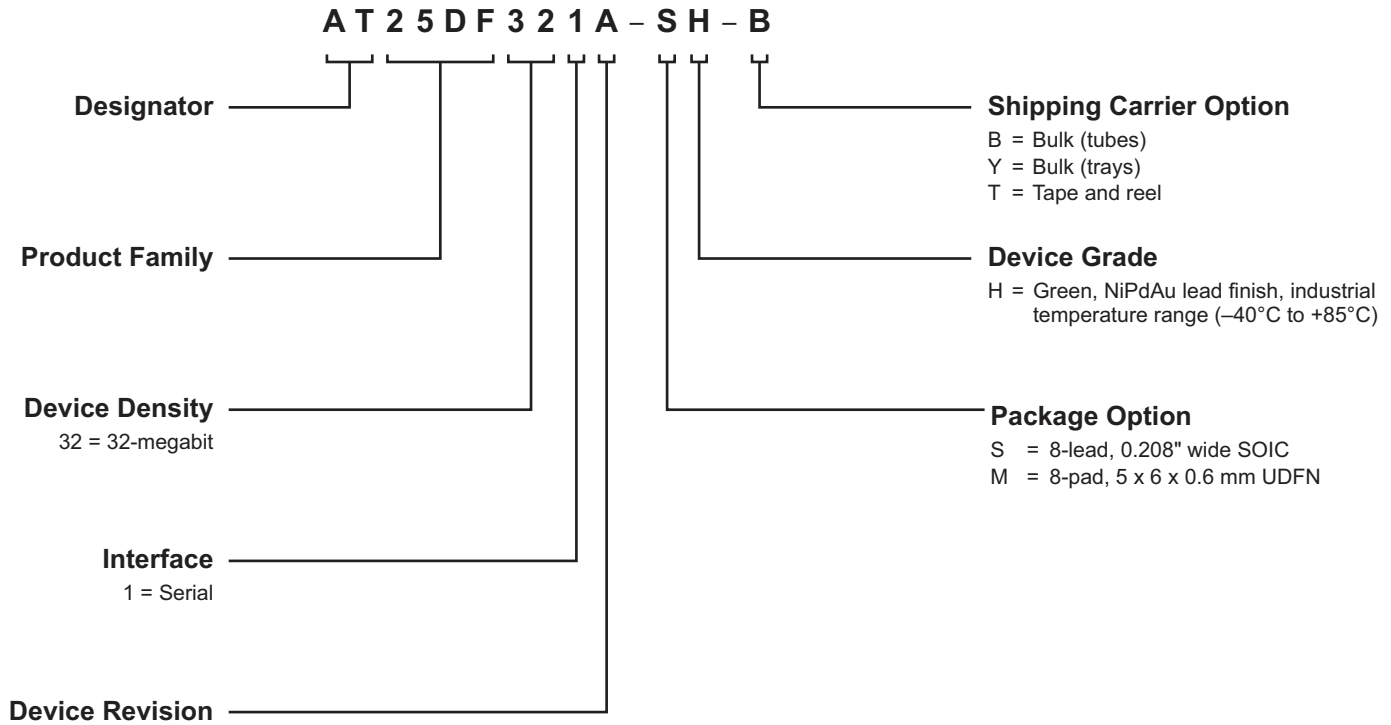 A T 2 5 D F 3 2 1 A – S H – B
Designator
Product Family
Device Density
32 = 32-megabit
Interface
1 = Serial
Device Revision
Shipping Carrier Option
B = Bulk (tubes)
Y = Bulk (trays)
T = Tape and reel
Device Grade
H = Green, NiPdAu lead finish, industrial
temperature range (–40°C to +85°C)
Package Option
S = 8-lead, 0.208" wide SOIC
M = 8-pad, 5 x 6 x 0.6 mm UDFN